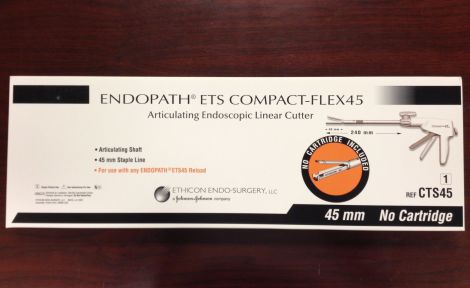 ENDOPATH® ETS COMPACT-FLEX45
Articulating Endoscopic Linear Cutter
• Articulating Shaft
• 45 mm Staple Line
• For use with any ENDOPATH® ETS45 Reload
240 mm
NO CARTRIDGE INCLUDED
ETHICON ENDO-SURGERY, LLC
a Johnson & Johnson company
1
REF CTS45
45 mm No Cartridge